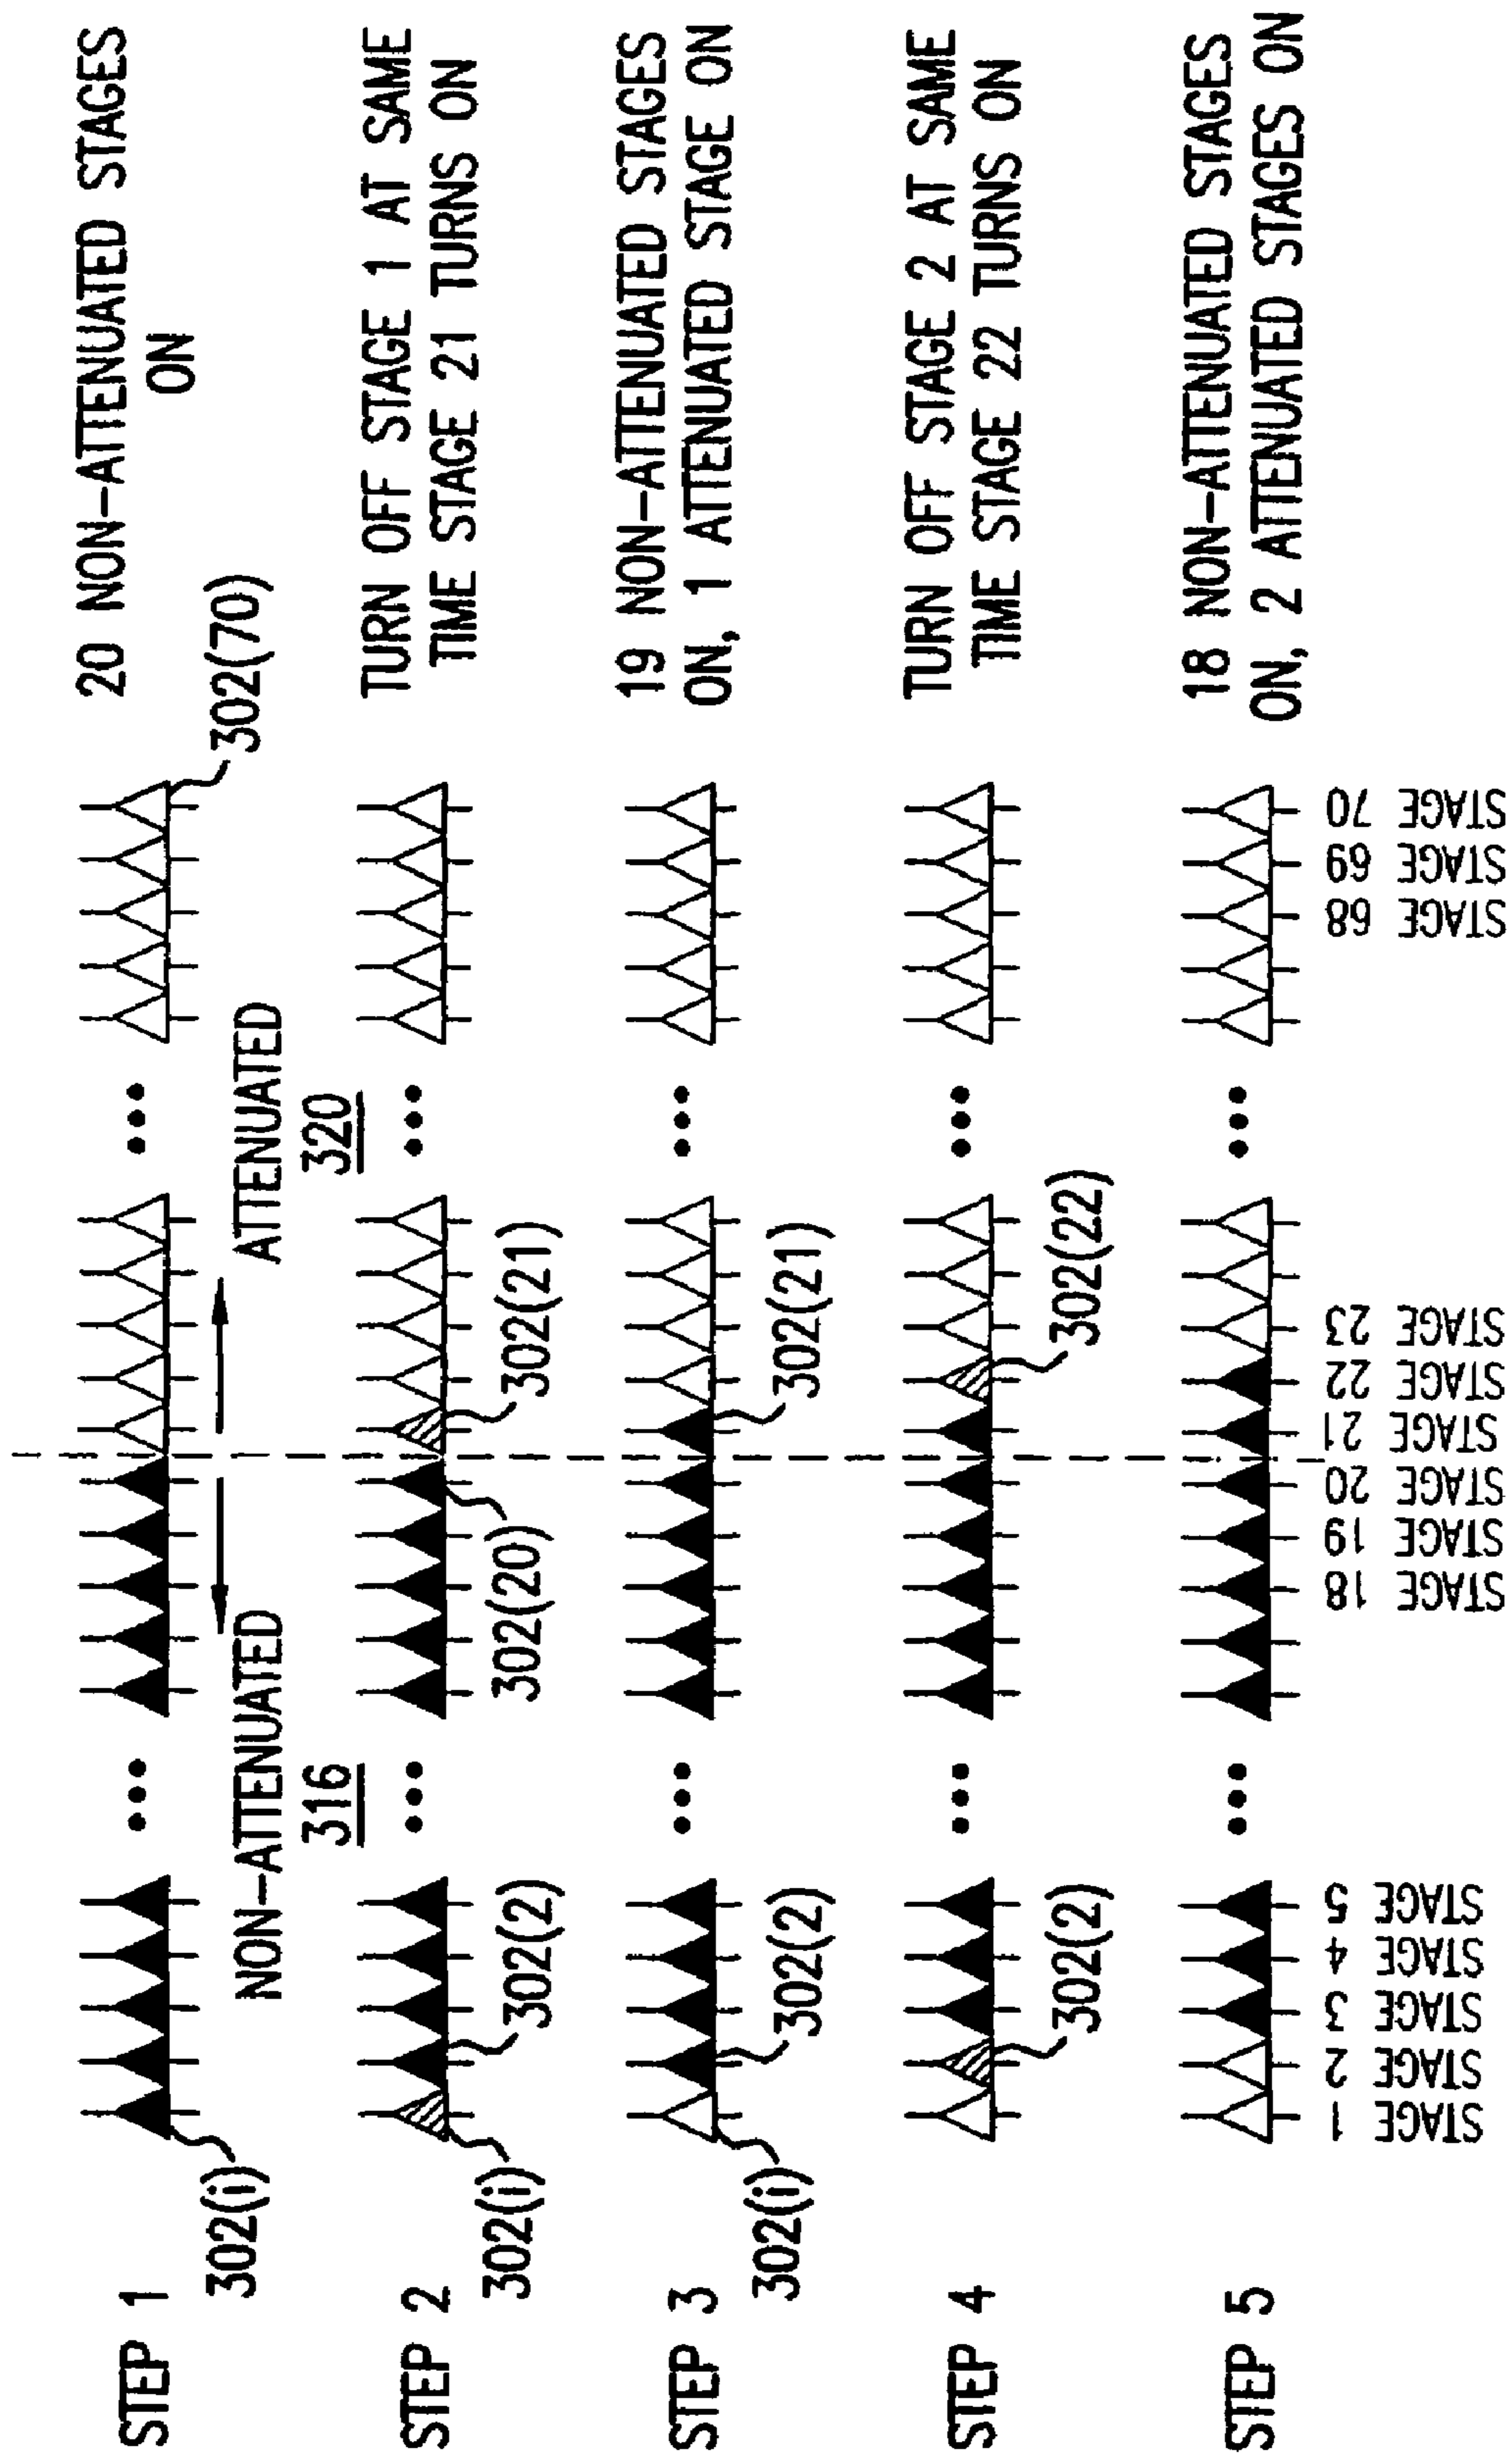 STEP 1
302(i)
20 NON-ATTENUATED STAGES
ON
302(70)
NON-ATTENUATED
316
ATTENUATED
320
STEP 2
302(i)
302(2)
302(20)
302(21)
TURN OFF STAGE 1 AT SAME
TIME STAGE 21 TURNS ON
STEP 3
302(i)
302(2)
302(21)
19 NON-ATTENUATED STAGES
ON, 1 ATTENUATED STAGE ON
STEP 4
302(2)
302(22)
TURN OFF STAGE 2 AT SAME
TIME STAGE 22 TURNS ON
STEP 5
18 NON-ATTENUATED STAGES
ON, 2 ATTENUATED STAGES ON
STAGE 1
STAGE 2
STAGE 3
STAGE 4
STAGE 5
STAGE 18
STAGE 19
STAGE 20
STAGE 21
STAGE 22
STAGE 23
STAGE 68
STAGE 69
STAGE 70